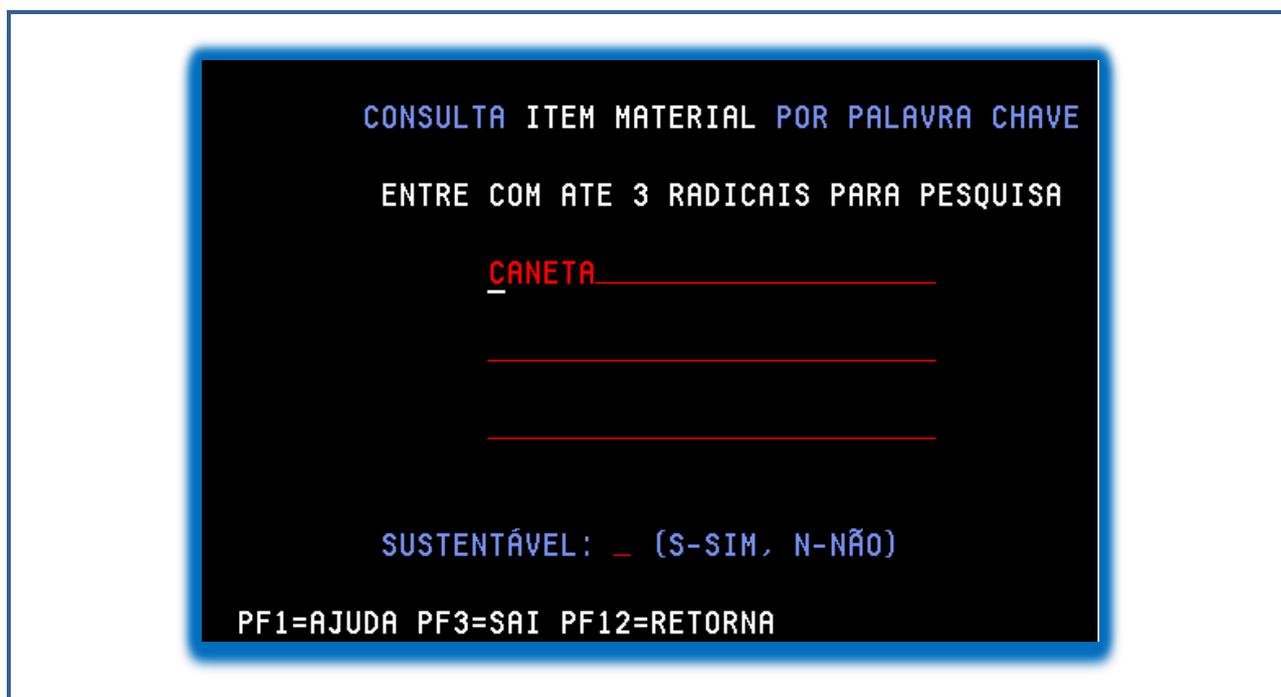 CONSULTA ITEM MATERIAL POR PALAVRA CHAVE
ENTRE COM ATE 3 RADICAIS PARA PESQUISA
CANETA
SUSTENTÁVEL: _ (S-SIM, N-NÃO)
PF1=AJUDA PF3=SAI PF12=RETORNA